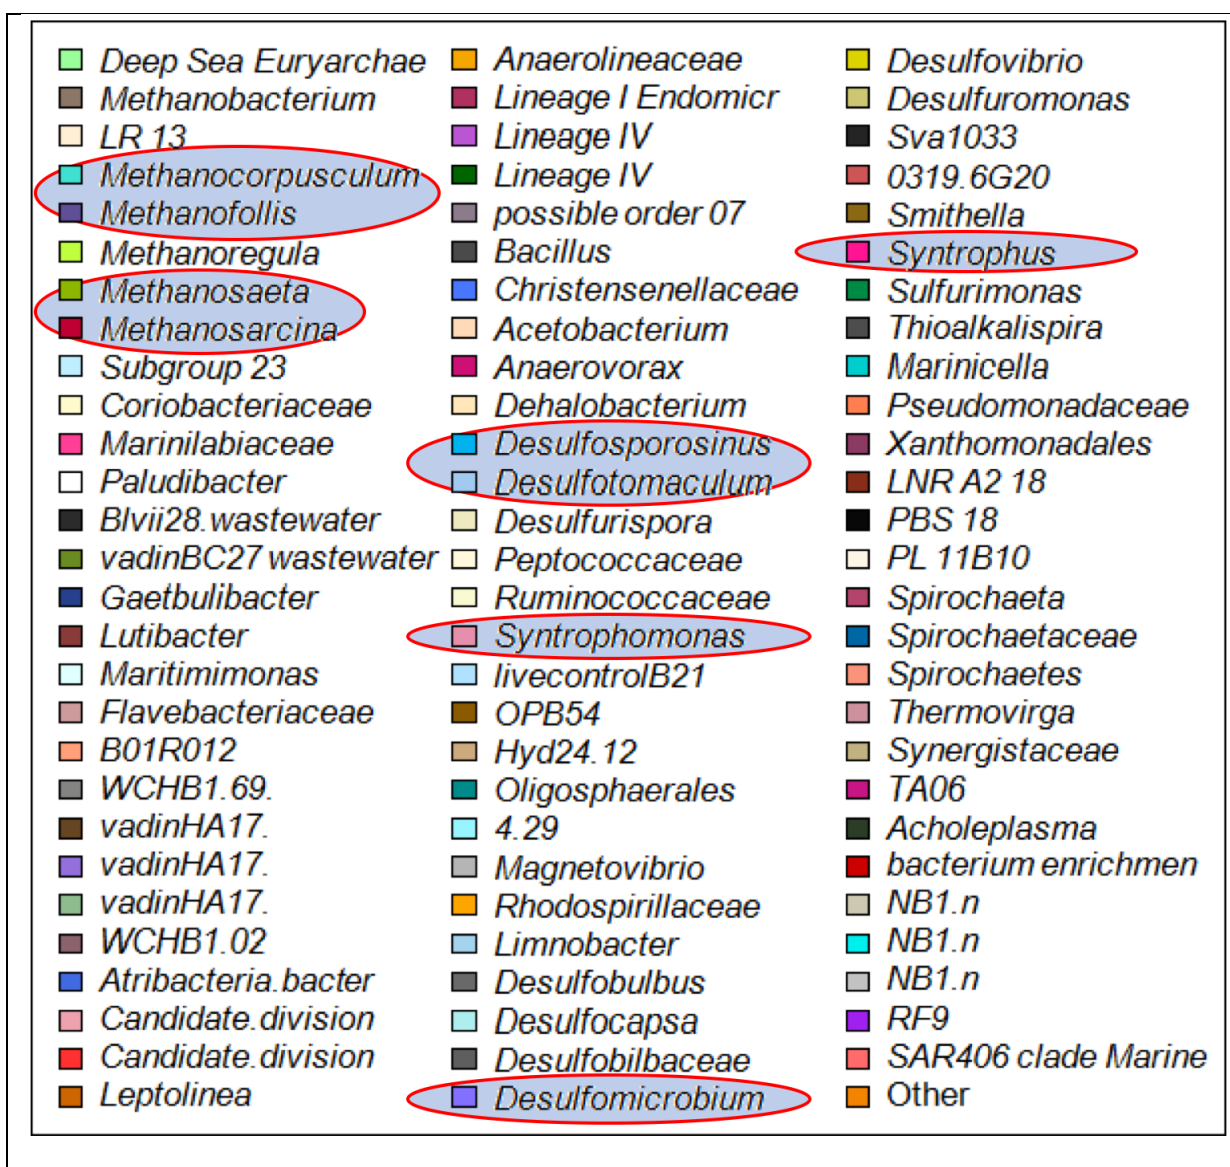 Deep Sea Euryarchae
Methanobacterium
LR 13
Methanocorpusculum
Methanofollis
Methanoregula
Methanosaeta
Methanosarcina
Subgroup 23
Coriobacteriaceae
Marinilabiaceae
Paludibacter
Blvii28.wastewater
vadinBC27 wastewater
Gaetbulibacter
Lutibacter
Maritimimonas
Flavebacteriaceae
B01R012
WCHB1.69.
vadinHA17.
vadinHA17.
vadinHA17.
WCHB1.02
Atribacteria.bacter
Candidate.division
Candidate.division
Leptolinea
Anaerolineaceae
Lineage I Endomicr
Lineage IV
Lineage IV
possible order 07
Bacillus
Christensenellaceae
Acetobacterium
Anaerovorax
Dehalobacterium
Desulfosporosinus
Desulfotomaculum
Desulfurispora
Peptococcaceae
Ruminococcaceae
Syntrophomonas
livecontrolB21
OPB54
Hyd24.12
Oligosphaerales
4.29
Magnetovibrio
Rhodospirillaceae
Limnobacter
Desulfobulbus
Desulfocapsa
Desulfobilbaceae
Desulfomicrobium
Desulfovibrio
Desulfuromonas
Sva1033
0319.6G20
Smithella
Syntrophus
Sulfurimonas
Thioalkalispira
Marinicella
Pseudomonadaceae
Xanthomonadales
LNR A2 18
PBS 18
PL 11B10
Spirochaeta
Spirochaetaceae
Spirochaetes
Thermovirga
Synergistaceae
TA06
Acholeplasma
bacterium enrichmen
NB1.n
NB1.n
NB1.n
RF9
SAR406 clade Marine
Other